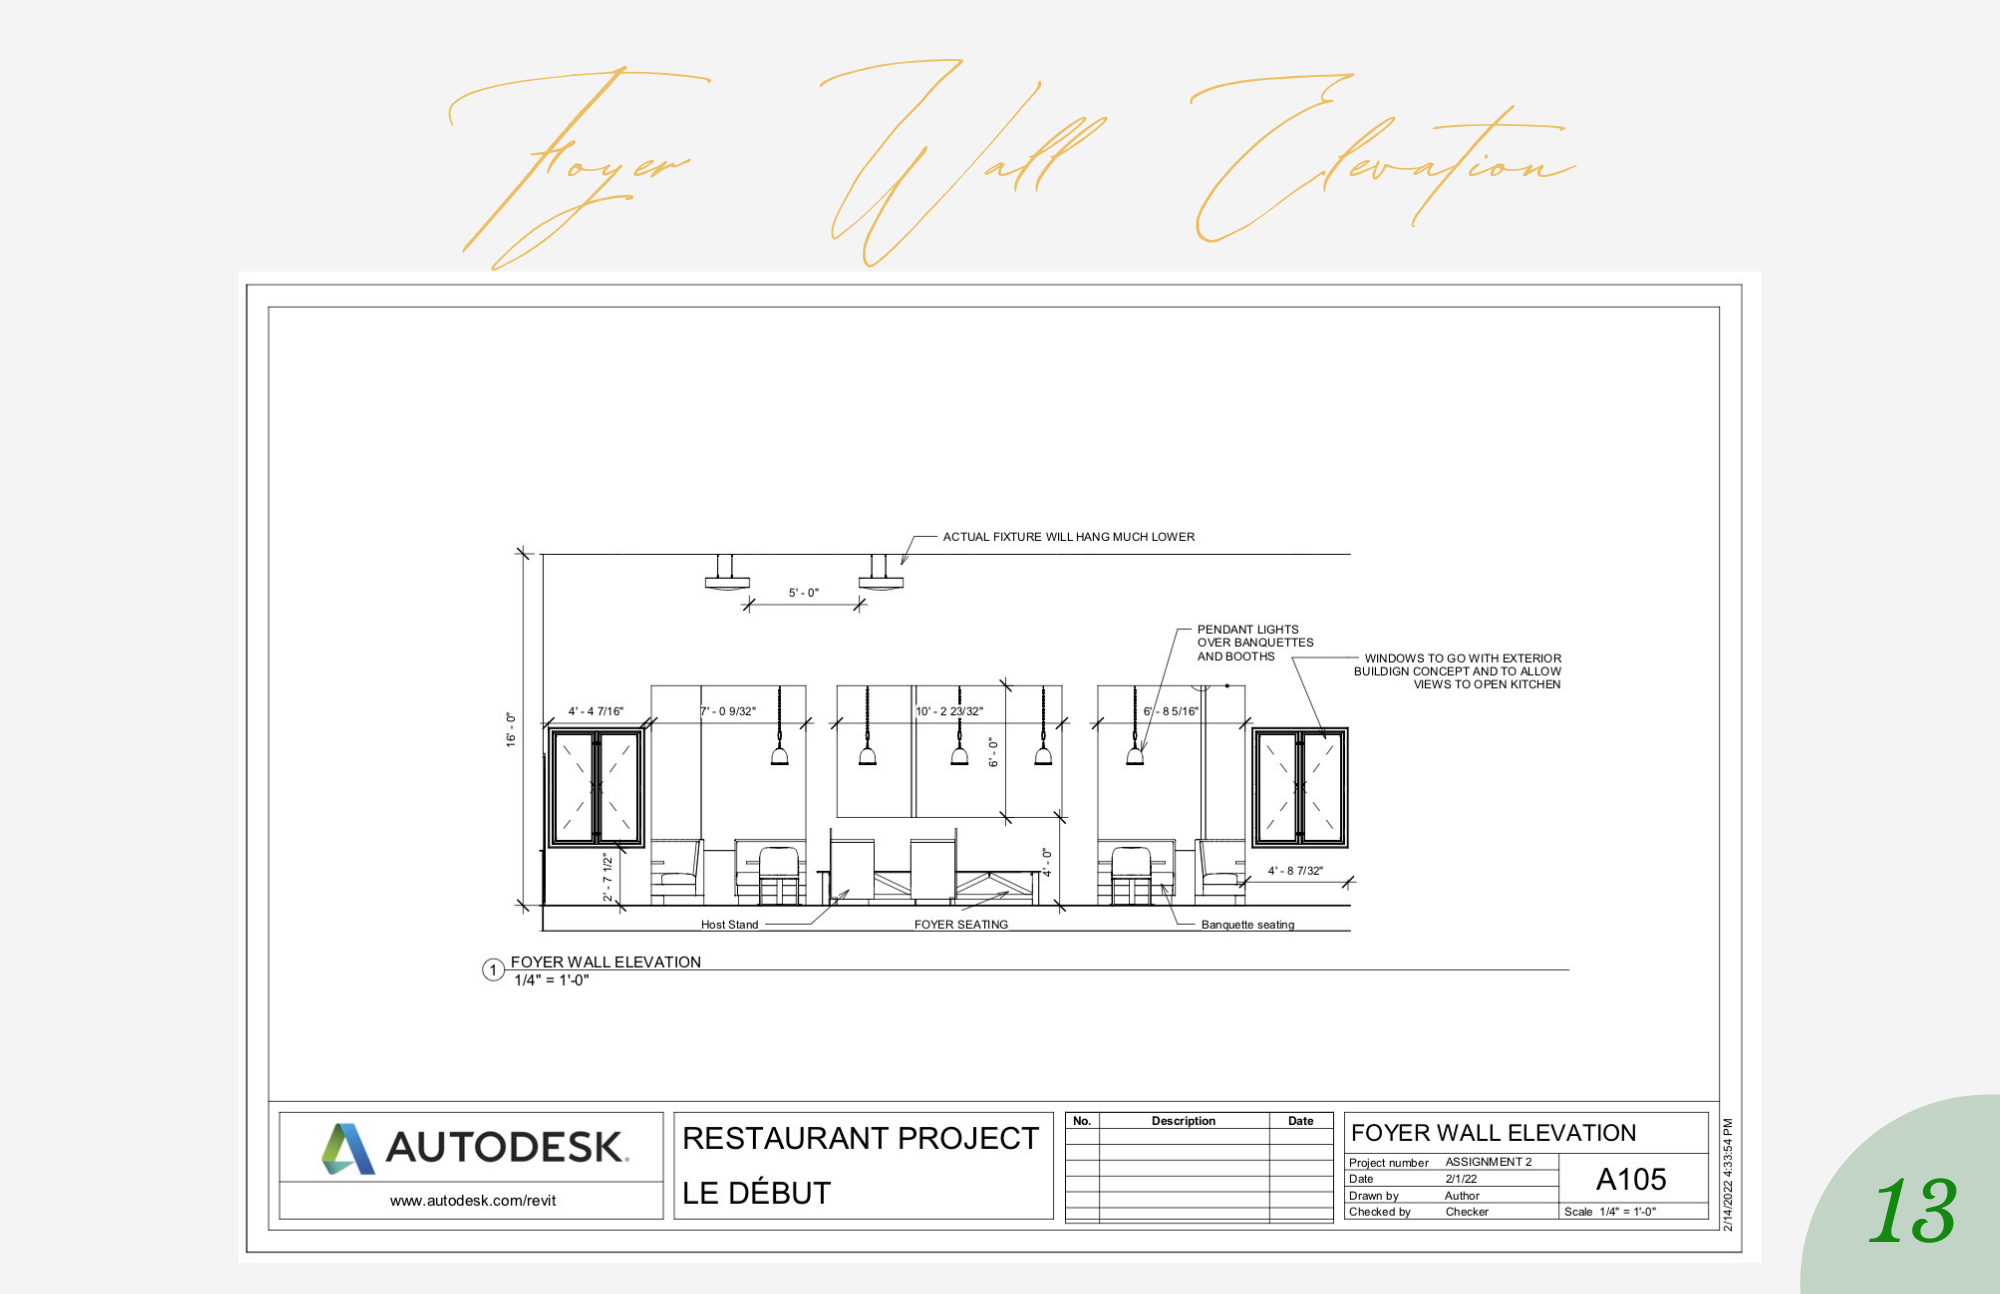 Foyer Wall Elevation
ACTUAL FIXTURE WILL HANG MUCH LOWER
5' - 0"
PENDANT LIGHTS
OVER BANQUETTES
AND BOOTHS
WINDOWS TO GO WITH EXTERIOR
BUILDIGN CONCEPT AND TO ALLOW
VIEWS TO OPEN KITCHEN
16' - 0"
4' - 4 7/16"
7' - 0 9/32"
10' - 2 23/32"
6' - 8 5/16"
6' - 0"
2' - 7 1/2"
4' - 0"
4' - 8 7/32"
Host Stand
FOYER SEATING
Banquette seating
1
FOYER WALL ELEVATION
1/4" = 1'-0"
AUTODESK.
www.autodesk.com/revit
RESTAURANT PROJECT
LE DÉBUT
No. Description Date
FOYER WALL ELEVATION
Project number ASSIGNMENT 2
Date 2/1/22
Drawn by Author
Checked by Checker
A105
Scale 1/4" = 1'-0"
2/14/2022 4:33:54 PM
13